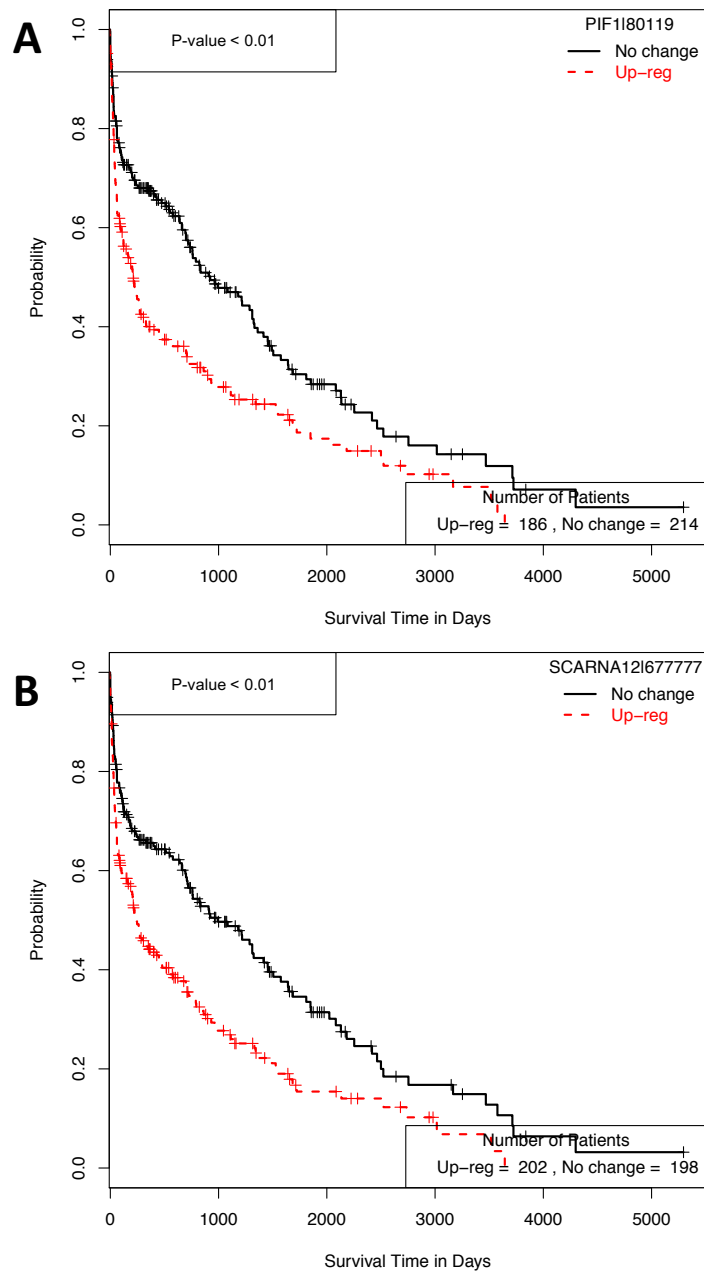 A
P-value < 0.01
PIF1|80119
No change
Up-reg
Probability
1.0
0.8
0.6
0.4
0.2
0.0
Number of Patients
Up-reg = 186 , No change = 214
0 1000 2000 3000 4000 5000
Survival Time in Days
B
P-value < 0.01
SCARNA12|677777
No change
Up-reg
Probability
1.0
0.8
0.6
0.4
0.2
0.0
Number of Patients
Up-reg = 202 , No change = 198
0 1000 2000 3000 4000 5000
Survival Time in Days